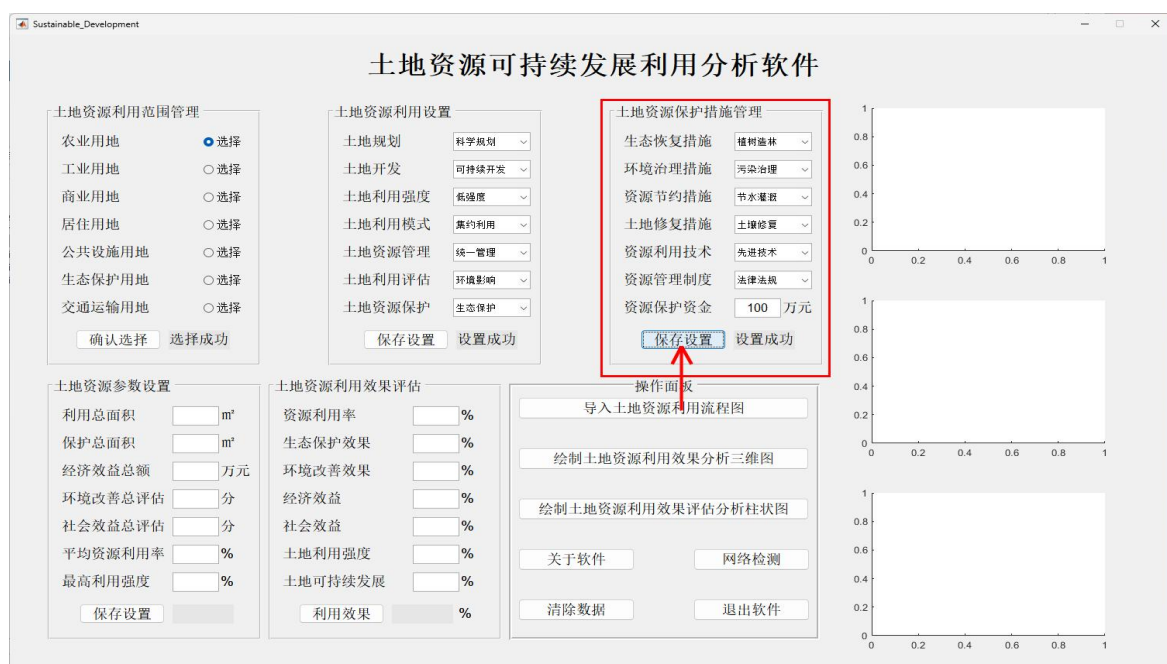 Sustainable_Development
土地资源可持续发展利用分析软件
土地资源利用范围管理
农业用地 选择
工业用地 选择
商业用地 选择
居住用地 选择
公共设施用地 选择
生态保护用地 选择
交通运输用地 选择
确认选择 选择成功
土地资源利用设置
土地规划 科学规划
土地开发 可持续开发
土地利用强度 低强度
土地利用模式 集约利用
土地资源管理 统一管理
土地利用评估 环境影响
土地资源保护 生态保护
保存设置 设置成功
土地资源保护措施管理
生态恢复措施 植树造林
环境治理措施 污染治理
资源节约措施 节水灌溉
土地修复措施 土壤修复
资源利用技术 先进技术
资源管理制度 法律法规
资源保护资金 100 万元
保存设置 设置成功
土地资源参数设置
利用总面积 m²
保护总面积 m²
经济效益总额 万元
环境改善总评估 分
社会效益总评估 分
平均资源利用率 %
最高利用强度 %
保存设置
土地资源利用效果评估
资源利用率 %
生态保护效果 %
环境改善效果 %
经济效益 %
社会效益 %
土地利用强度 %
土地可持续发展 %
利用效果 %
操作面板
导入土地资源利用流程图
绘制土地资源利用效果分析三维图
绘制土地资源利用效果评估分析柱状图
关于软件 网络检测
清除数据 退出软件
1
0.8
0.6
0.4
0.2
0
0 0.2 0.4 0.6 0.8 1
1
0.8
0.6
0.4
0.2
0
0 0.2 0.4 0.6 0.8 1
1
0.8
0.6
0.4
0.2
0
0 0.2 0.4 0.6 0.8 1